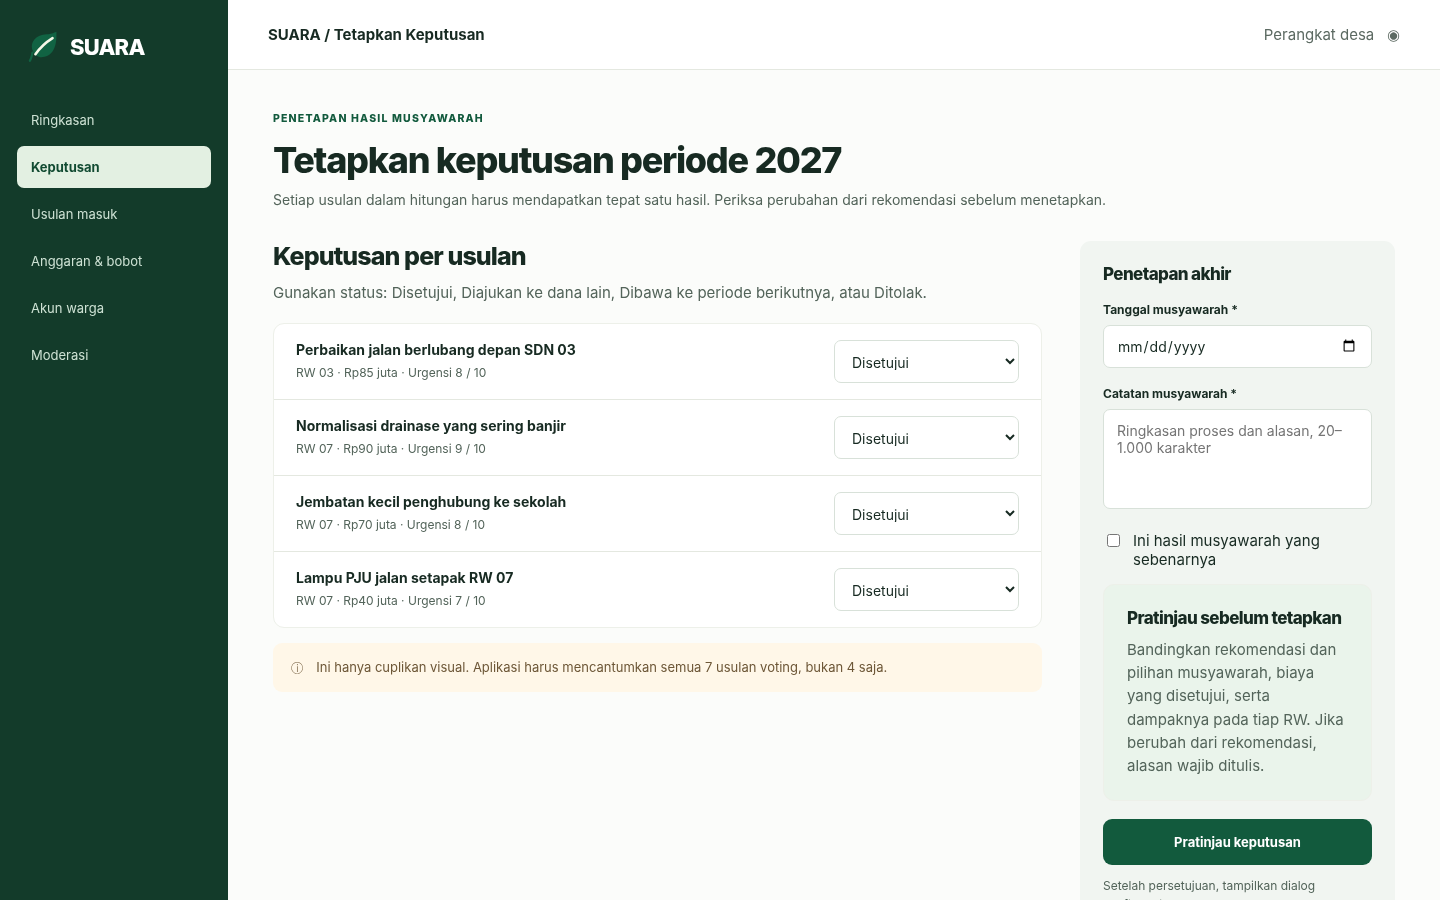 SUARA
Ringkasan
Keputusan
Usulan masuk
Anggaran & bobot
Akun warga
Moderasi
SUARA / Tetapkan Keputusan
Perangkat desa
PENETAPAN HASIL MUSYAWARAH
Tetapkan keputusan periode 2027
Setiap usulan dalam hitungan harus mendapatkan tepat satu hasil. Periksa perubahan dari rekomendasi sebelum menetapkan.
Keputusan per usulan
Gunakan status: Disetujui, Diajukan ke dana lain, Dibawa ke periode berikutnya, atau Ditolak.
Perbaikan jalan berlubang depan SDN 03
RW 03 · Rp85 juta · Urgensi 8 / 10
Disetujui
Normalisasi drainase yang sering banjir
RW 07 · Rp90 juta · Urgensi 9 / 10
Disetujui
Jembatan kecil penghubung ke sekolah
RW 07 · Rp70 juta · Urgensi 8 / 10
Disetujui
Lampu PJU jalan setapak RW 07
RW 07 · Rp40 juta · Urgensi 7 / 10
Disetujui
ⓘ Ini hanya cuplikan visual. Aplikasi harus mencantumkan semua 7 usulan voting, bukan 4 saja.
Penetapan akhir
Tanggal musyawarah *
mm/dd/yyyy
Catatan musyawarah *
Ringkasan proses dan alasan, 20–
1.000 karakter
Ini hasil musyawarah yang
sebenarnya
Pratinjau sebelum tetapkan
Bandingkan rekomendasi dan
pilihan musyawarah, biaya
yang disetujui, serta
dampaknya pada tiap RW. Jika
berubah dari rekomendasi,
alasan wajib ditulis.
Pratinjau keputusan
Setelah persetujuan, tampilkan dialog